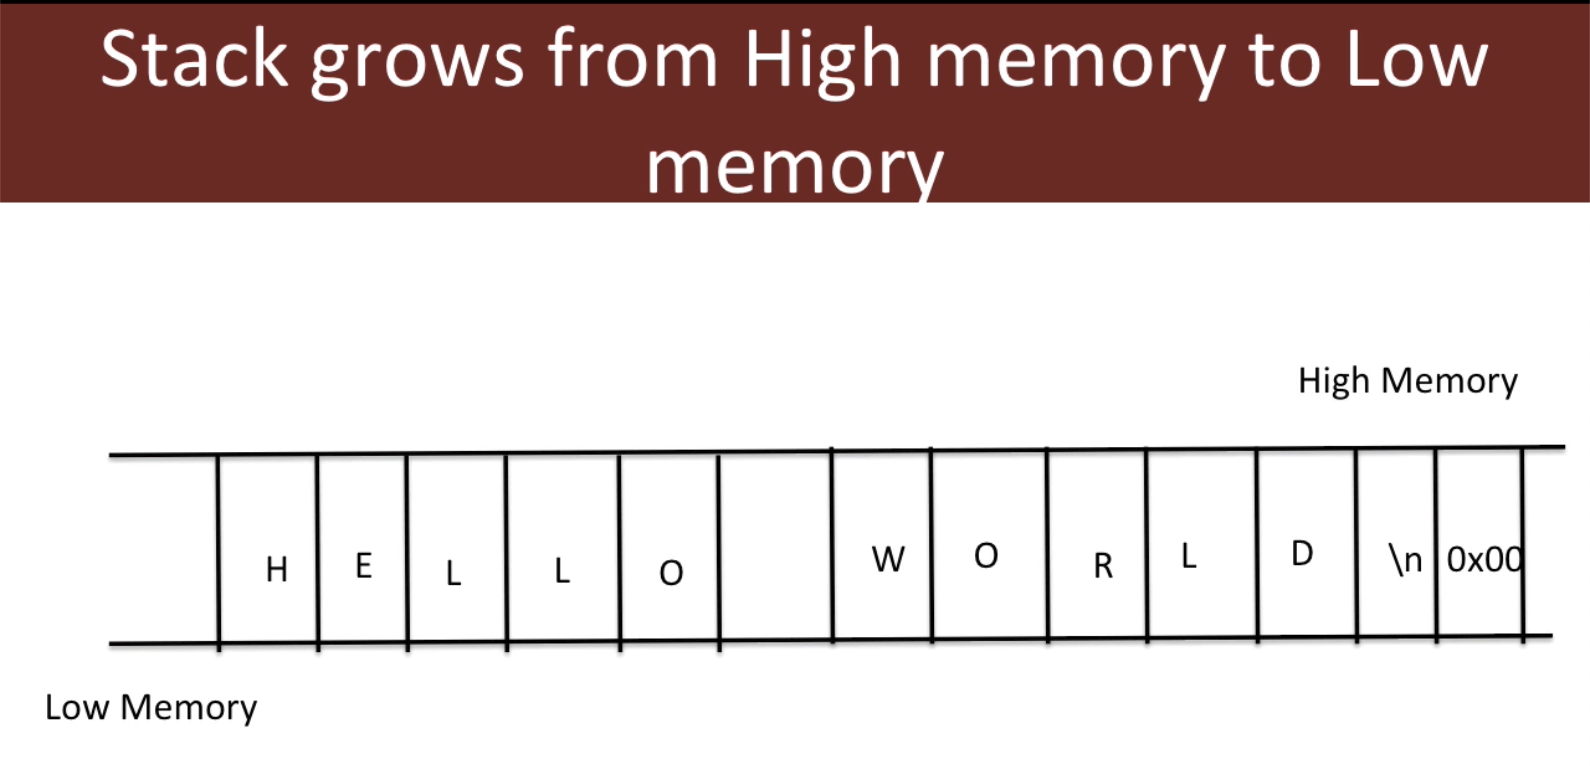 Stack grows from High memory to Low
memory
High Memory
H E L L O W O R L D \n 0x00
Low Memory